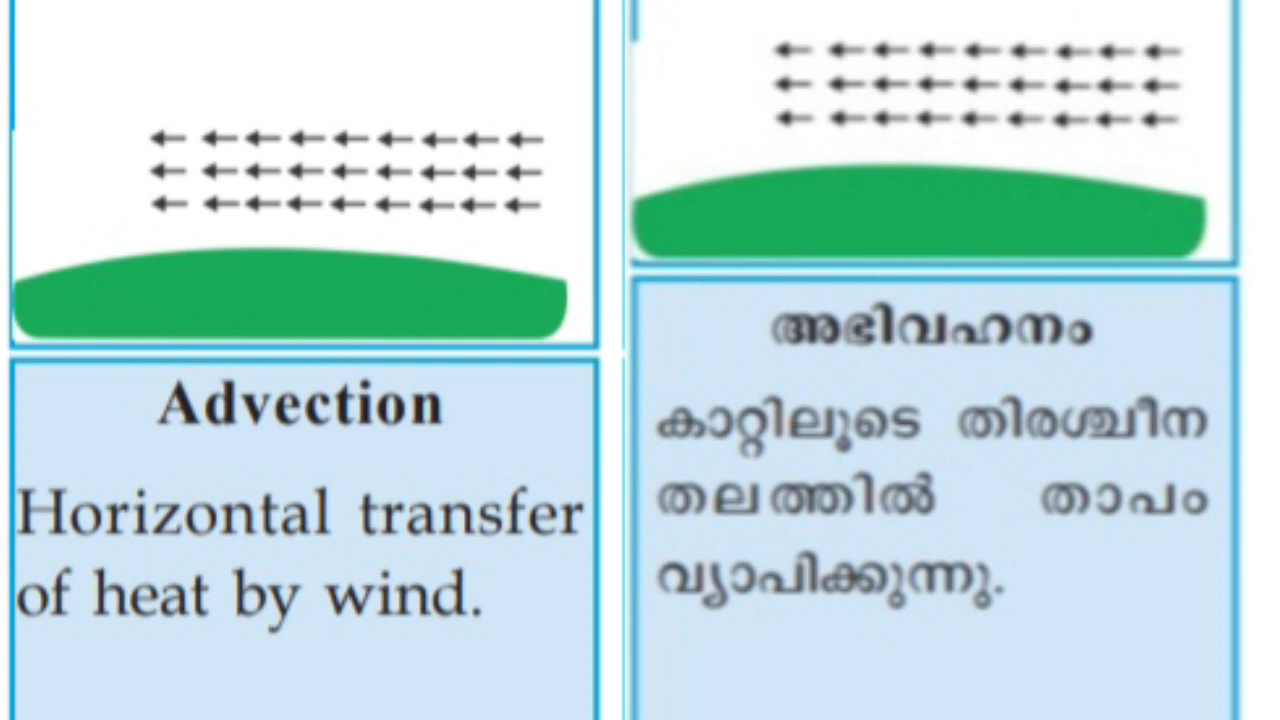 Advection
Horizontal transfer
of heat by wind.
അഭിവഹനം
കാറ്റിലൂടെ തിരശ്ചീന
തലത്തിൽ താപം
വ്യാപിക്കുന്നു.